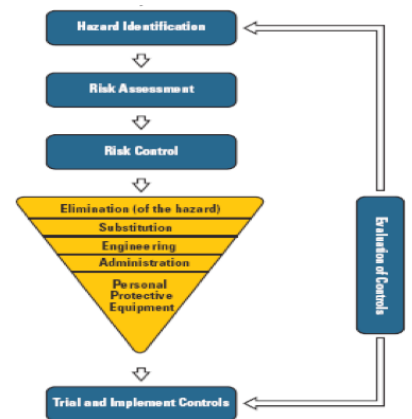 Hazard Identification
Risk Assessment
Risk Control
Elimination (of the hazard)
Substitution
Engineering
Administration
Personal
Protective
Equipment
Trial and Implement Controls
Evaluation of Controls